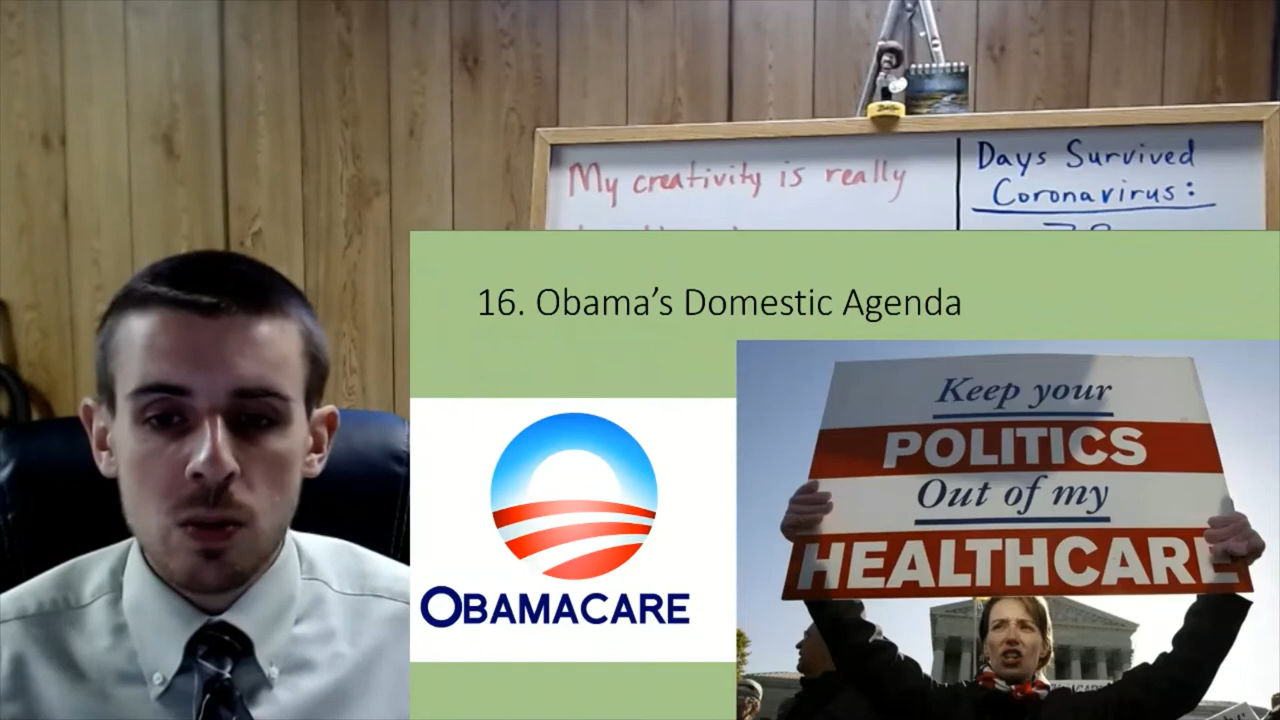 My creativity is really
Days Survived
Coronavirus:
16. Obama's Domestic Agenda
OBAMACARE
Keep your
POLITICS
Out of my
HEALTHCARE